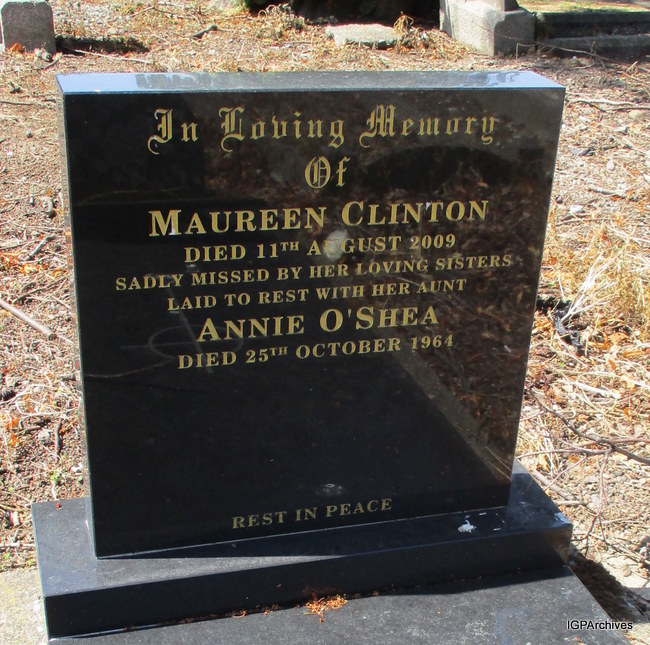 In Loving Memory
Of
MAUREEN CLINTON
DIED 11TH AUGUST 2009
SADLY MISSED BY HER LOVING SISTERS
LAID TO REST WITH HER AUNT
ANNIE O'SHEA
DIED 25TH OCTOBER 1964
REST IN PEACE
IGPArchives